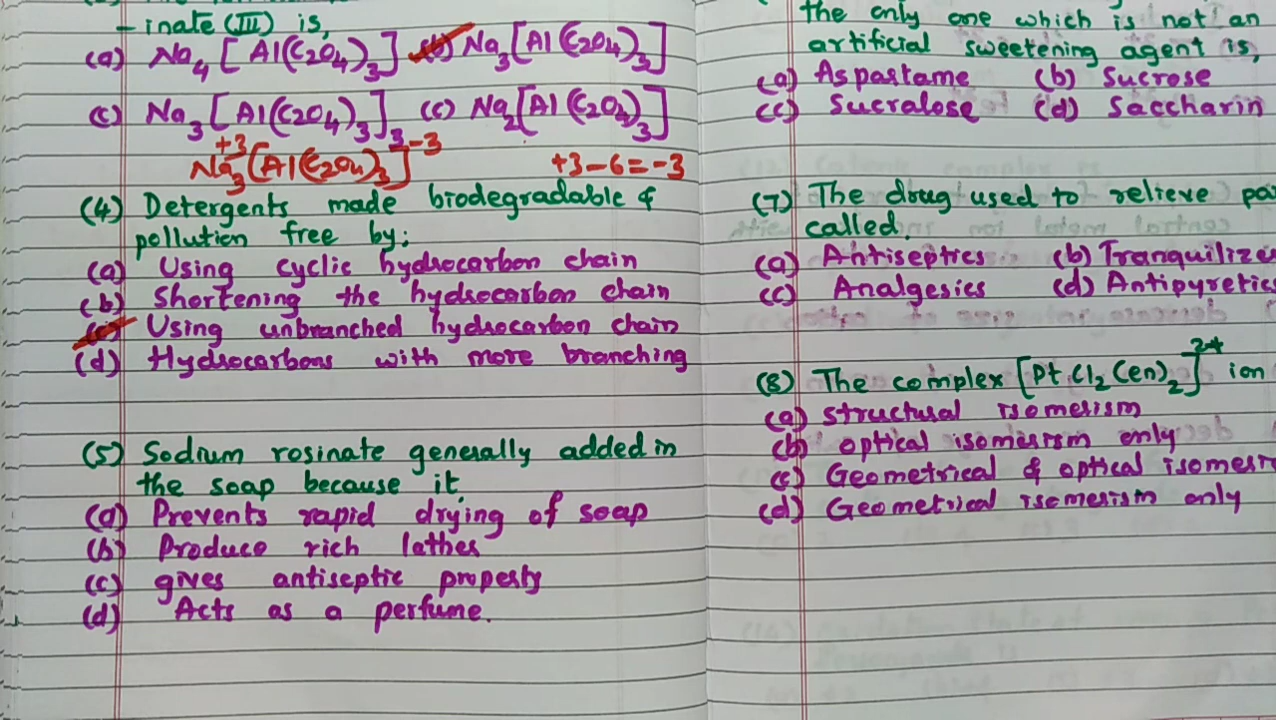 -inate (III) is,
(a) Na4 [Al(C2O4)3] (b) Na3[Al(C2O4)3]
(c) Na3[Al(C2O4)3]3 (c) Na2[Al(C2O4)3]
Na3+3[Al(C2O4)3]-3 +3-6=-3
(4) Detergents made biodegradable &
pollution free by:
(a) Using cyclic hydrocarbon chain
(b) Shortening the hydrocarbon chain
(c) Using unbranched hydrocarbon chain
(d) Hydrocarbons with more branching
(5) Sodium rosinate generally added in
the soap because it
(a) Prevents rapid drying of soap
(b) Produce rich lather
(c) gives antiseptic property
(d) Acts as a perfume.
the only one which is not an
artificial sweetening agent is,
(a) Aspastame (b) Sucrose
(c) Sucralose (d) Saccharin
(7) The drug used to relieve pai
called.
(a) Antiseptics (b) Tranquilize
(c) Analgesics (d) Antipyretics
(8) The complex [Pt Cl2 (en)2]2+ ion
(a) Structural isomerism
(b) optical isomerism only
(c) Geometrical & optical isomer
(d) Geometrical isomerism only